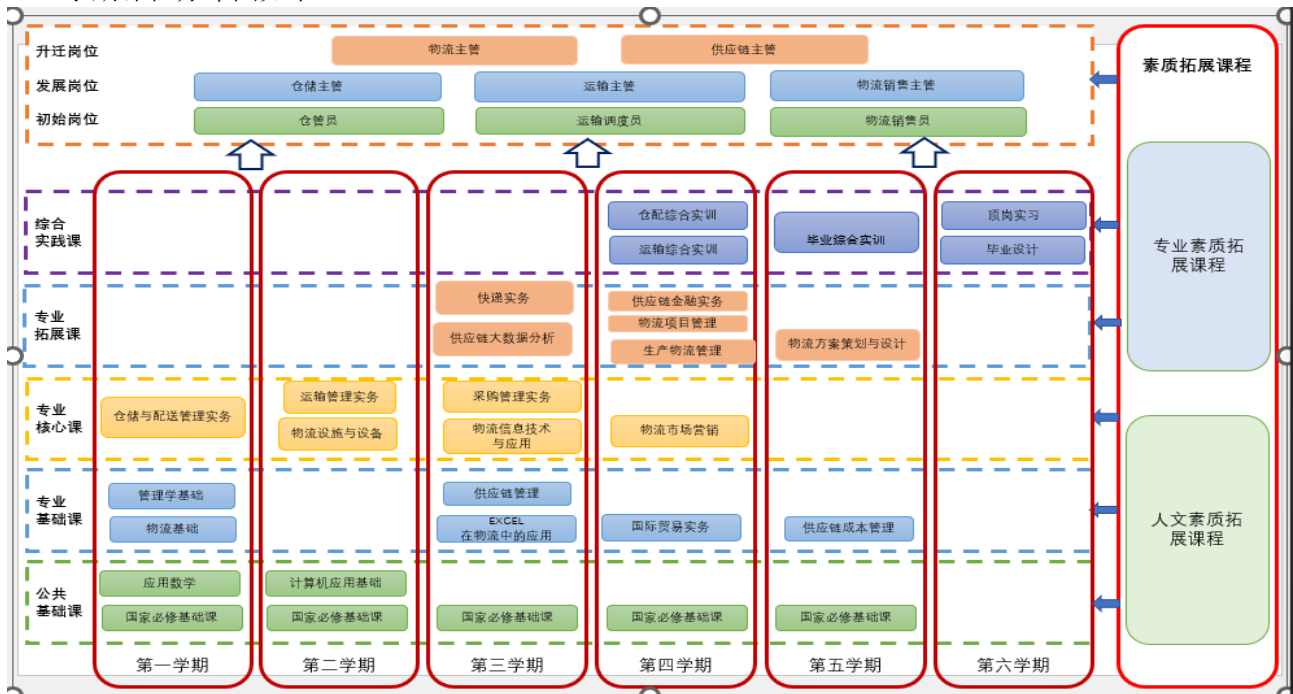 升迁岗位
物流主管
供应链主管
发展岗位
仓储主管
运输主管
物流销售主管
初始岗位
仓管员
运输调度员
物流销售员
素质拓展课程
专业素质拓
展课程
人文素质拓
展课程
综合
实践课
仓配综合实训
运输综合实训
毕业综合实训
顶岗实习
毕业设计
专业
拓展课
快递实务
供应链大数据分析
供应链金融实务
物流项目管理
生产物流管理
物流方案策划与设计
专业
核心课
仓储与配送管理实务
运输管理实务
物流设施与设备
采购管理实务
物流信息技术
与应用
物流市场营销
专业
基础课
管理学基础
物流基础
供应链管理
EXCEL
在物流中的应用
国际贸易实务
供应链成本管理
公共
基础课
应用数学
国家必修基础课
计算机应用基础
国家必修基础课
国家必修基础课
国家必修基础课
国家必修基础课
第一学期
第二学期
第三学期
第四学期
第五学期
第六学期